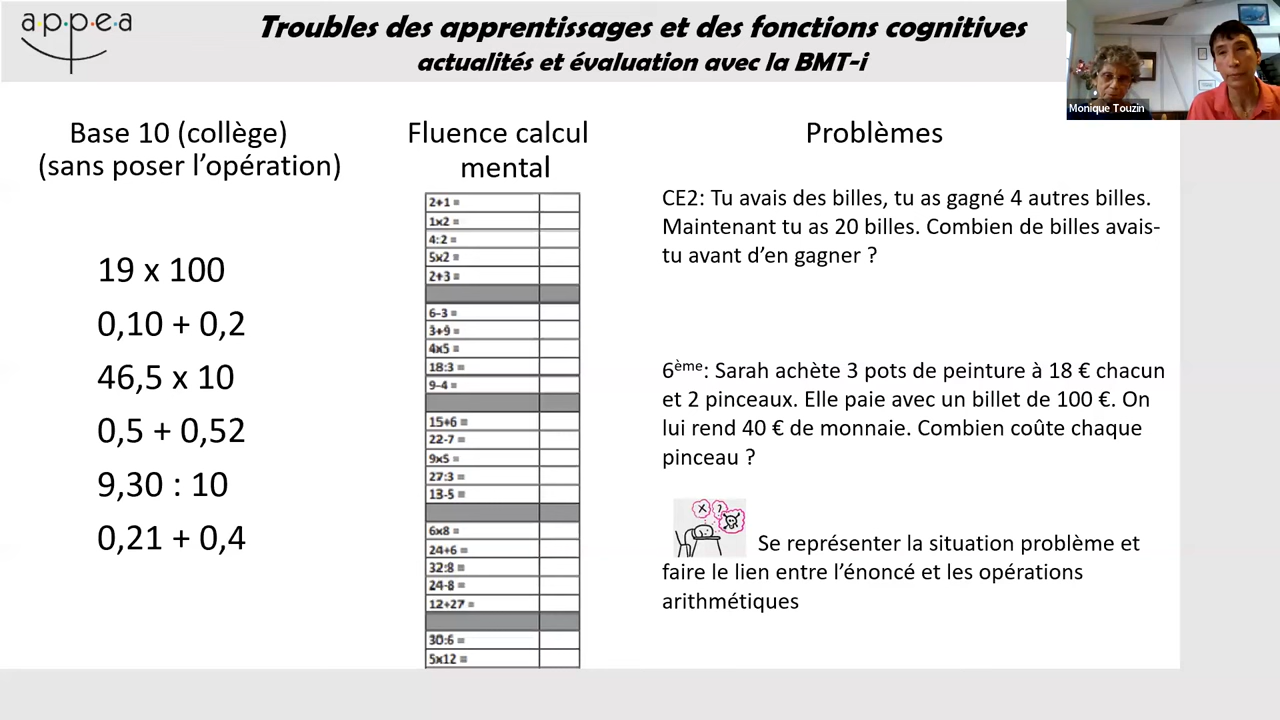 appea
Troubles des apprentissages et des fonctions cognitives
actualités et évaluation avec la BMT-i
Monique Touzin
Base 10 (collège)
(sans poser l’opération)
19 x 100
0,10 + 0,2
46,5 x 10
0,5 + 0,52
9,30 : 10
0,21 + 0,4
Fluence calcul
mental
2+1 =
1x2 =
4:2 =
5x2 =
2+3 =
6-3 =
3+9 =
4x5 =
18:3 =
9-4 =
15+6 =
22-7 =
9x5 =
27:3 =
13-5 =
6x8 =
24+6 =
32:8 =
24-8 =
12+27 =
30:6 =
5x12 =
Problèmes
CE2: Tu avais des billes, tu as gagné 4 autres billes.
Maintenant tu as 20 billes. Combien de billes avais-
tu avant d’en gagner ?
6ème: Sarah achète 3 pots de peinture à 18 € chacun
et 2 pinceaux. Elle paie avec un billet de 100 €. On
lui rend 40 € de monnaie. Combien coûte chaque
pinceau ?
X ?
Se représenter la situation problème et
faire le lien entre l’énoncé et les opérations
arithmétiques